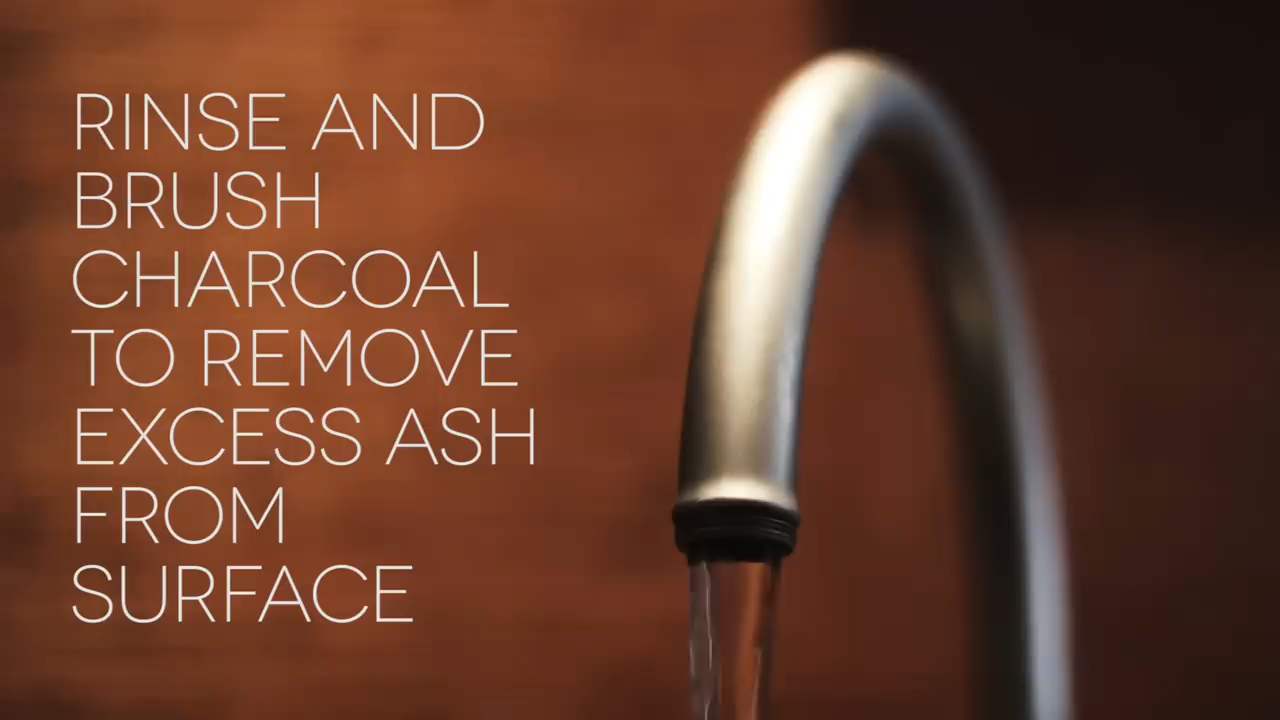 RINSE AND
BRUSH
CHARCOAL
TO REMOVE
EXCESS ASH
FROM
SURFACE